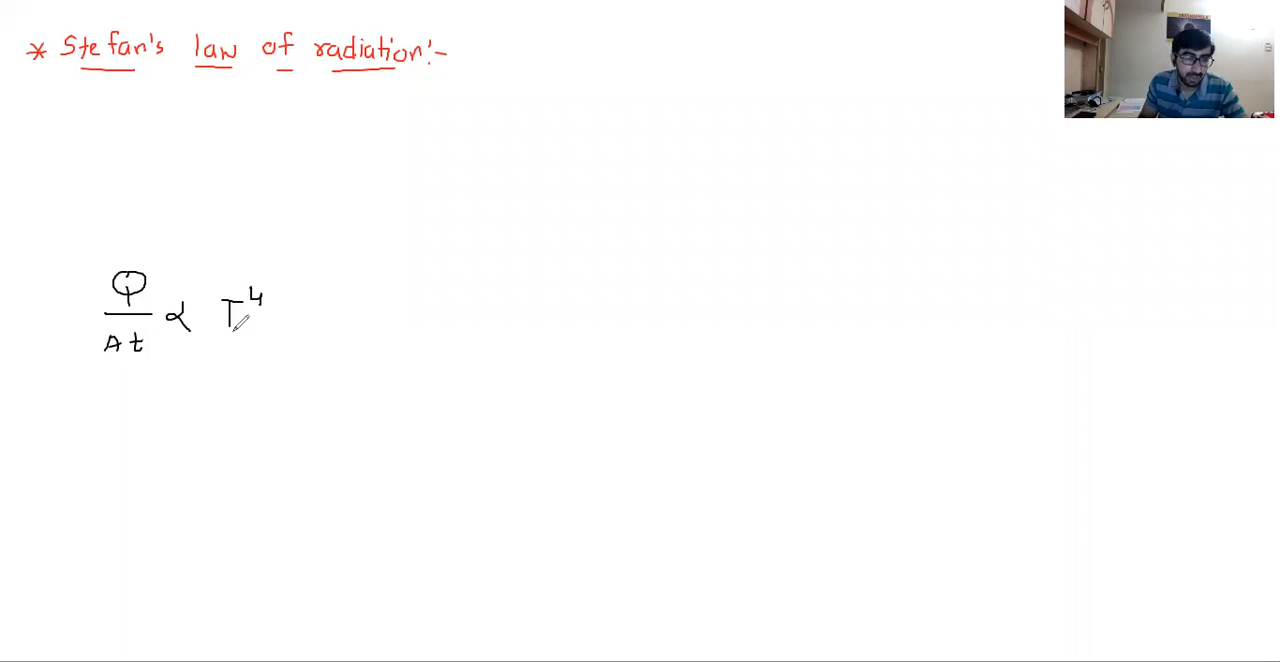 * Stefan's law of radiation:-
Q
At ∝ T⁴